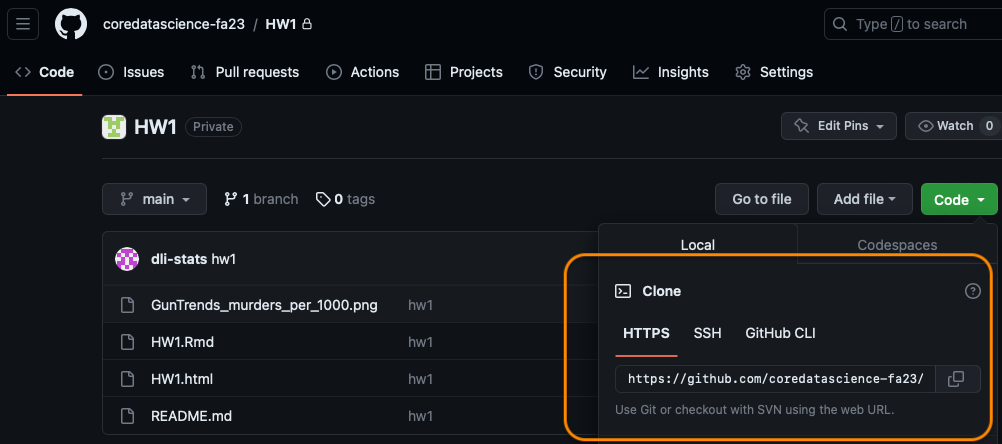 coredatascience-fa23 / HW1
Type / to search
Code Issues Pull requests Actions Projects Security Insights Settings
HW1 Private
Edit Pins Watch 0
main 1 branch 0 tags Go to file Add file Code
Local Codespaces
dli-stats hw1
Clone
GunTrends_murders_per_1000.png hw1
HTTPS SSH GitHub CLI
HW1.Rmd hw1
HW1.html hw1
https://github.com/coredatascience-fa23/
README.md hw1
Use Git or checkout with SVN using the web URL.